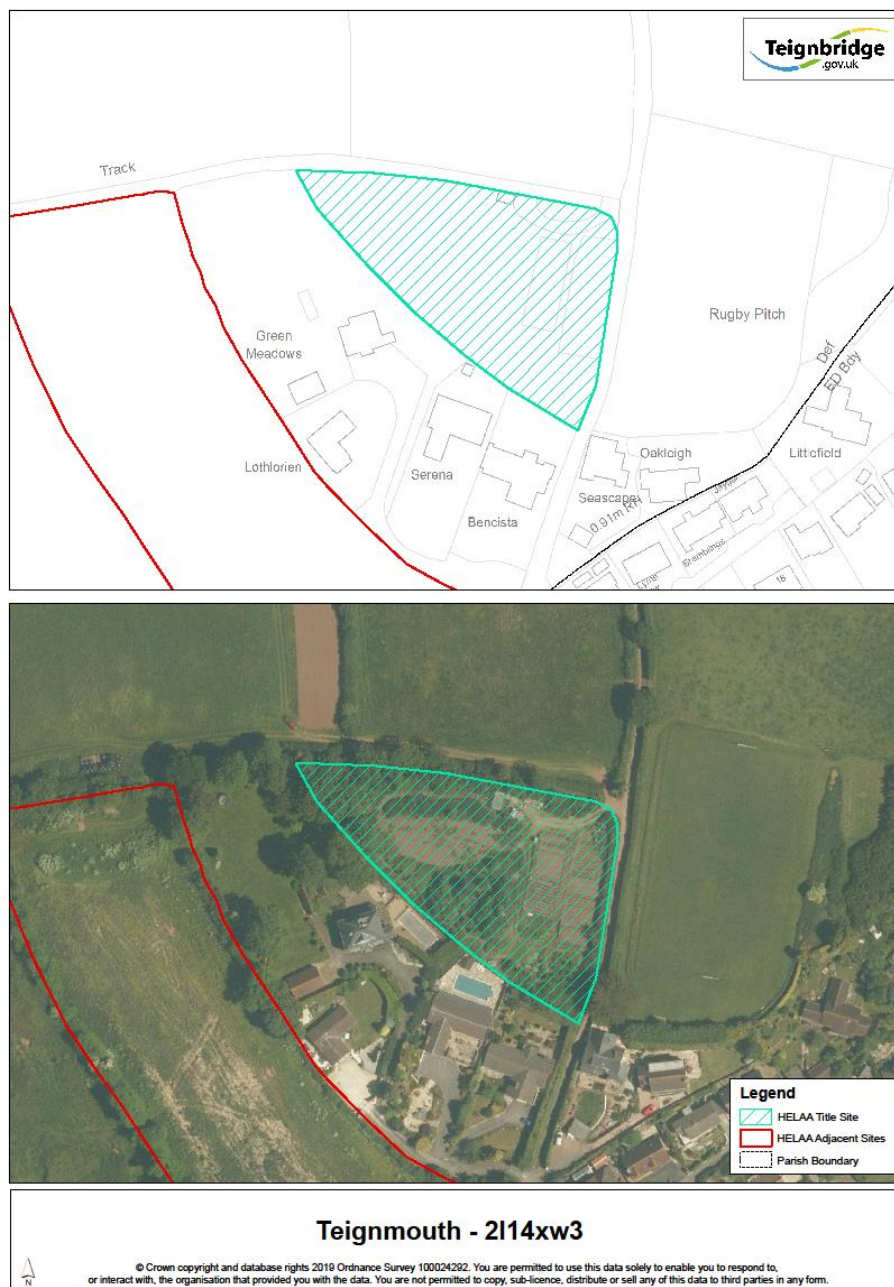 Teignbridge
.gov.uk
Track
Rugby Pitch
Def
ED Bdy
Green
Meadows
Lothlorien
Serena
Bencista
Seascape
Oakleigh
Littlefield
0.91m RH
18
Legend
HELAA Title Site
HELAA Adjacent Sites
Parish Boundary
Teignmouth - 2l14xw3
N
© Crown copyright and database rights 2019 Ordnance Survey 100024292. You are permitted to use this data solely to enable you to respond to,
or interact with, the organisation that provided you with the data. You are not permitted to copy, sub-licence, distribute or sell any of this data to third parties in any form.